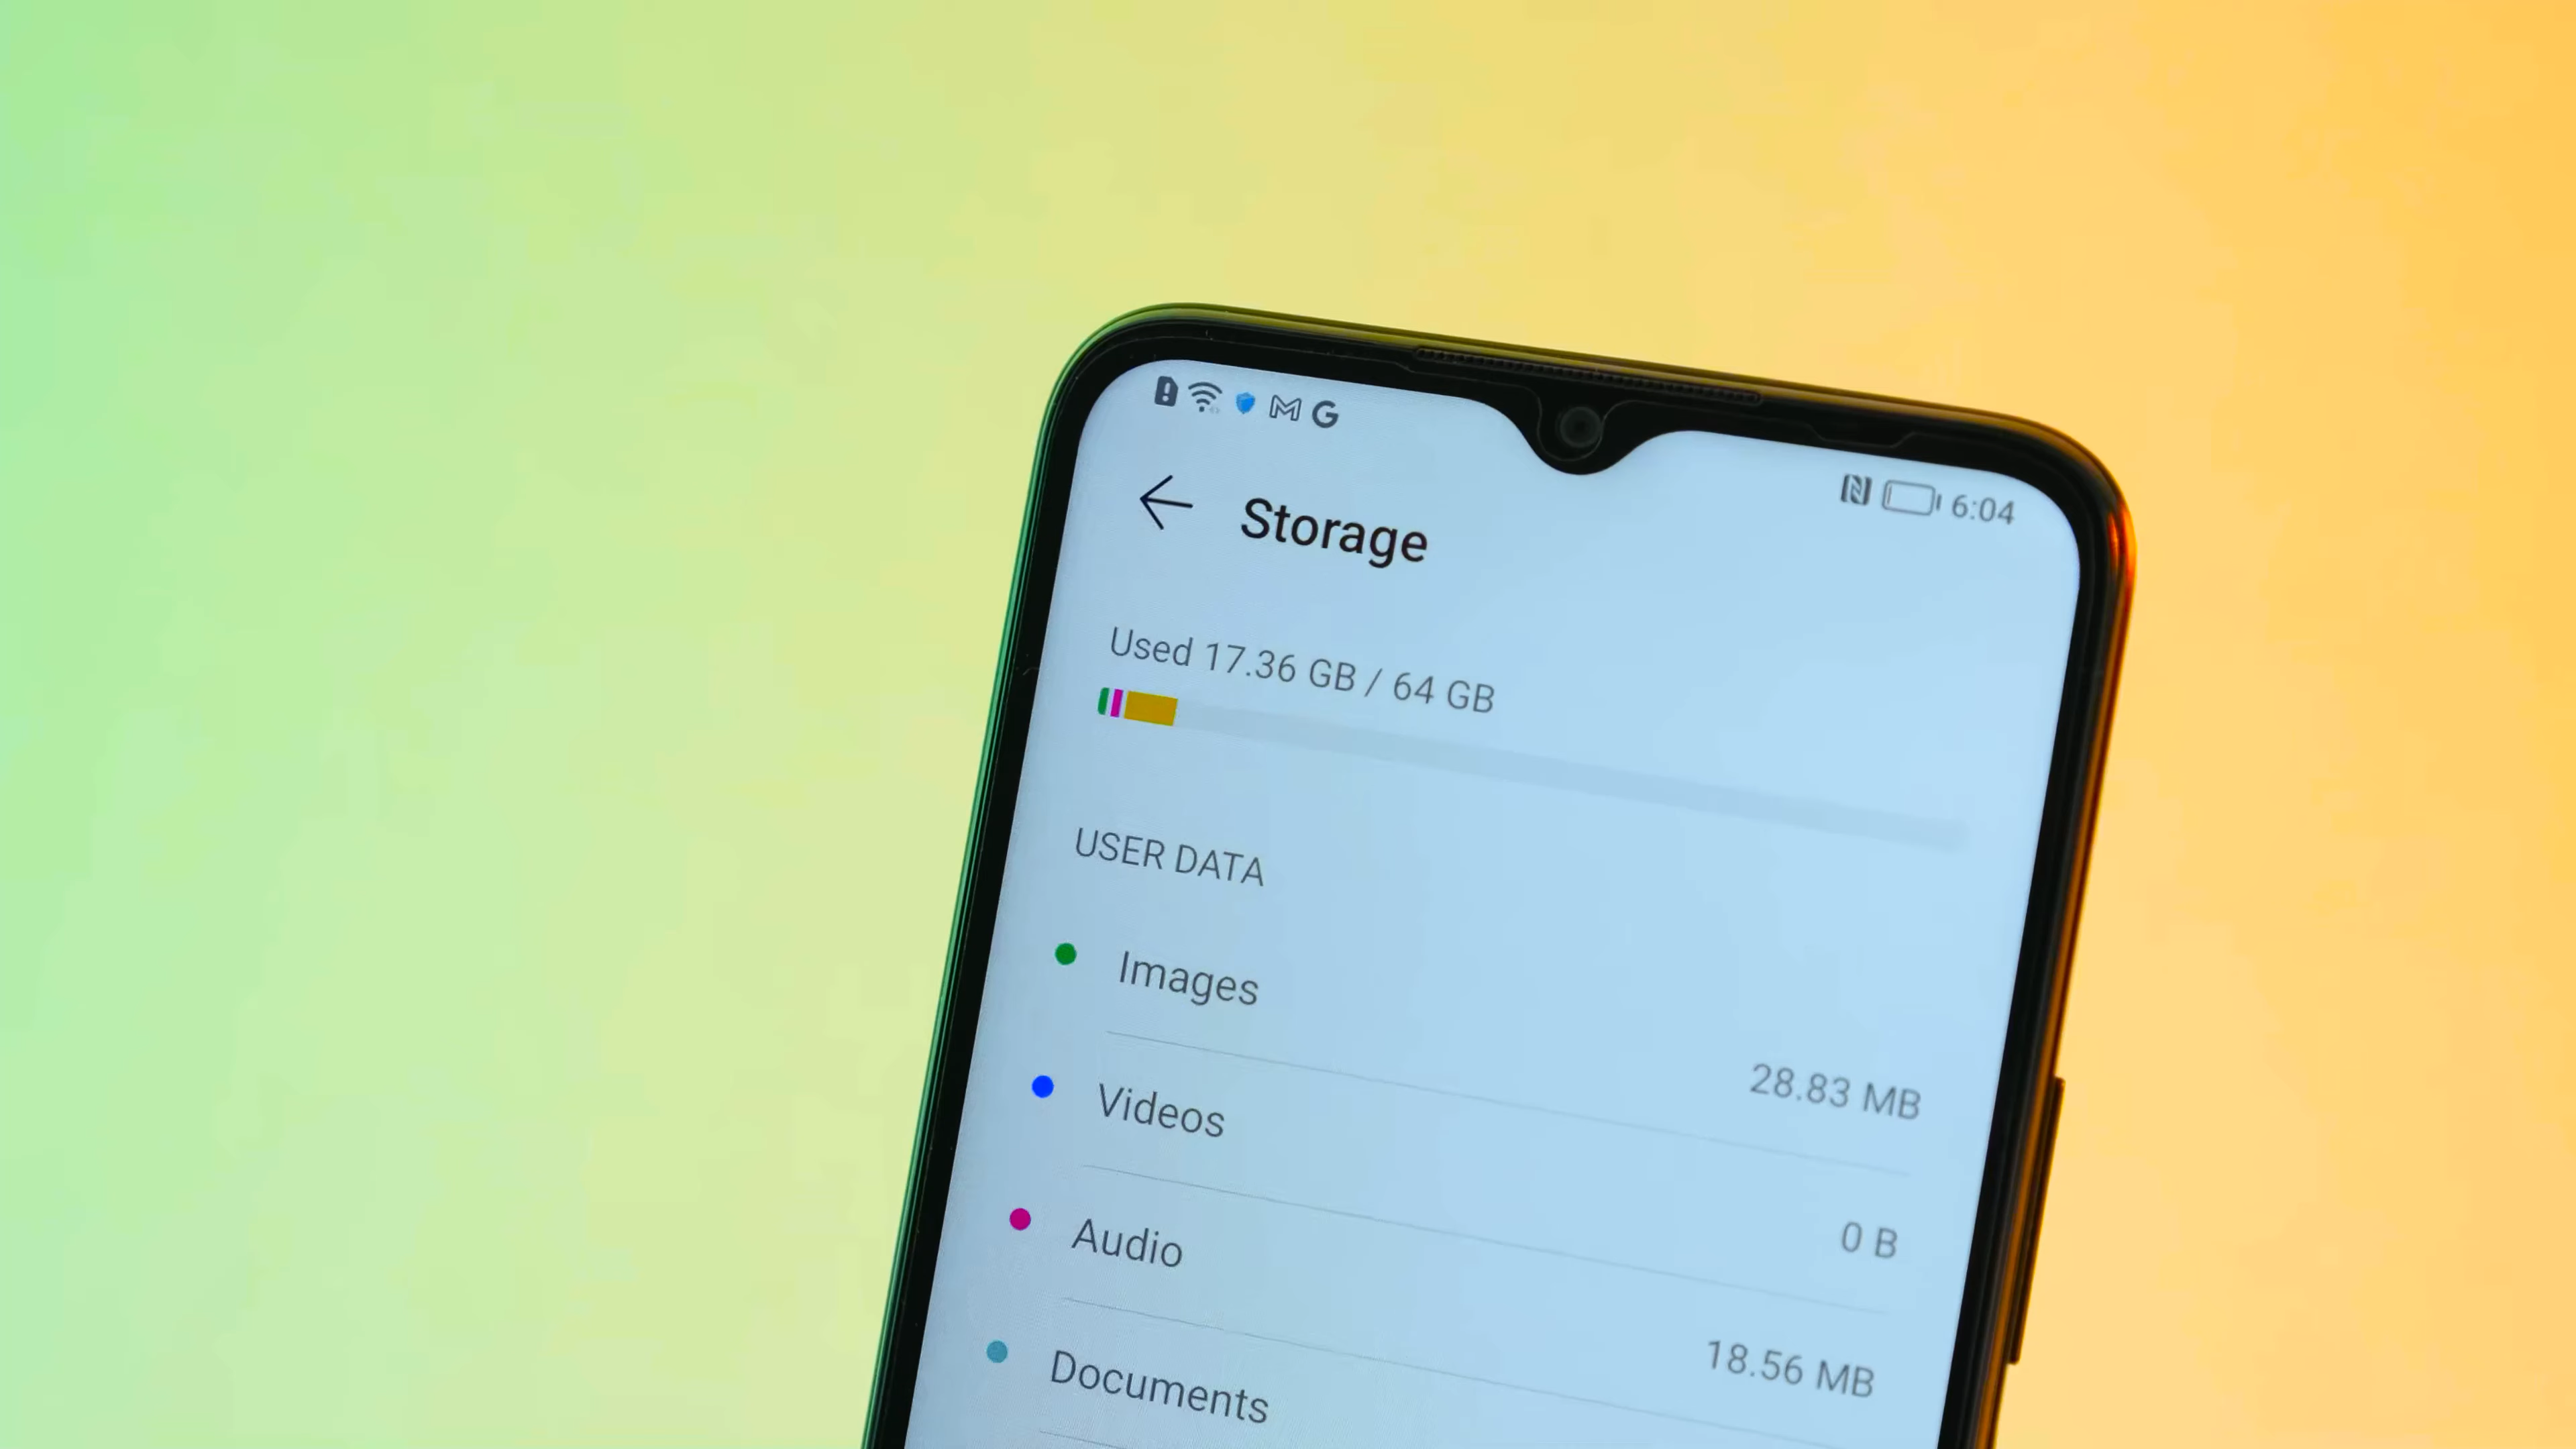 6:04
Storage
Used 17.36 GB / 64 GB
USER DATA
Images 28.83 MB
Videos 0 B
Audio 18.56 MB
Documents